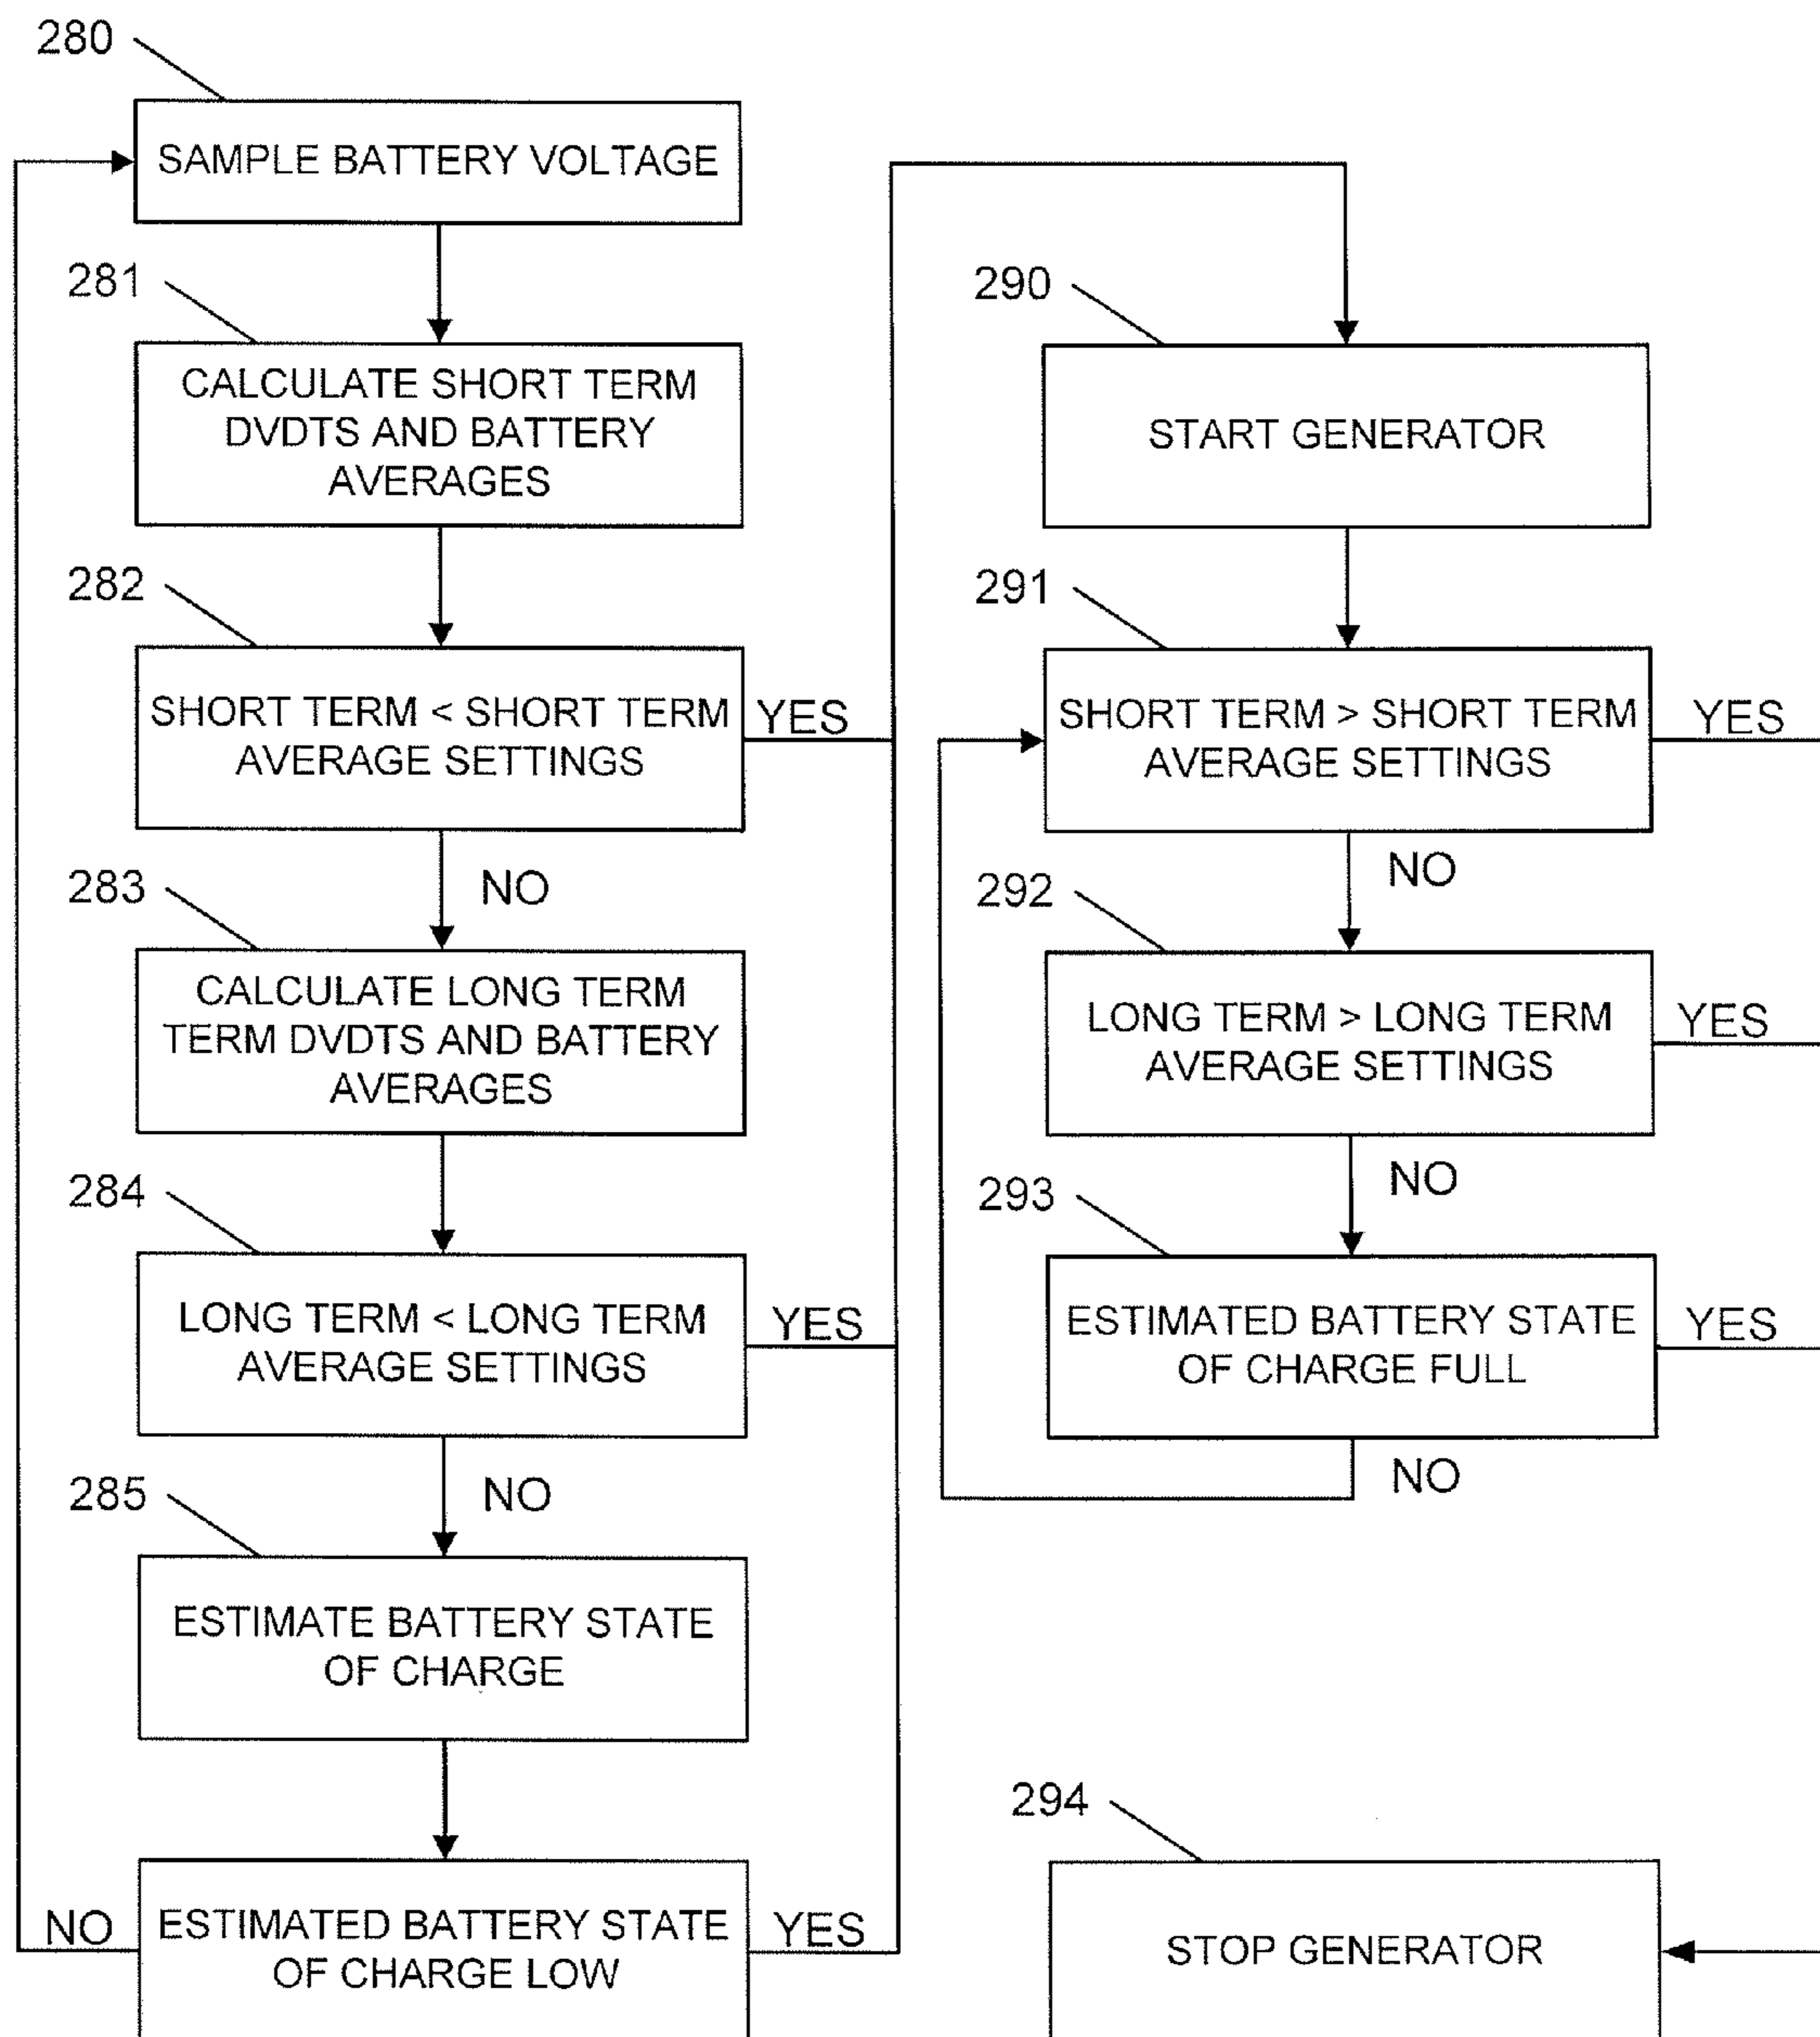 280
SAMPLE BATTERY VOLTAGE
281
CALCULATE SHORT TERM
DVDTS AND BATTERY
AVERAGES
282
SHORT TERM < SHORT TERM
AVERAGE SETTINGS
YES
NO
283
CALCULATE LONG TERM
TERM DVDTS AND BATTERY
AVERAGES
284
LONG TERM < LONG TERM
AVERAGE SETTINGS
YES
NO
285
ESTIMATE BATTERY STATE
OF CHARGE
NO
ESTIMATED BATTERY STATE
OF CHARGE LOW
YES
290
START GENERATOR
291
SHORT TERM > SHORT TERM
AVERAGE SETTINGS
YES
NO
292
LONG TERM > LONG TERM
AVERAGE SETTINGS
YES
NO
293
ESTIMATED BATTERY STATE
OF CHARGE FULL
YES
NO
294
STOP GENERATOR